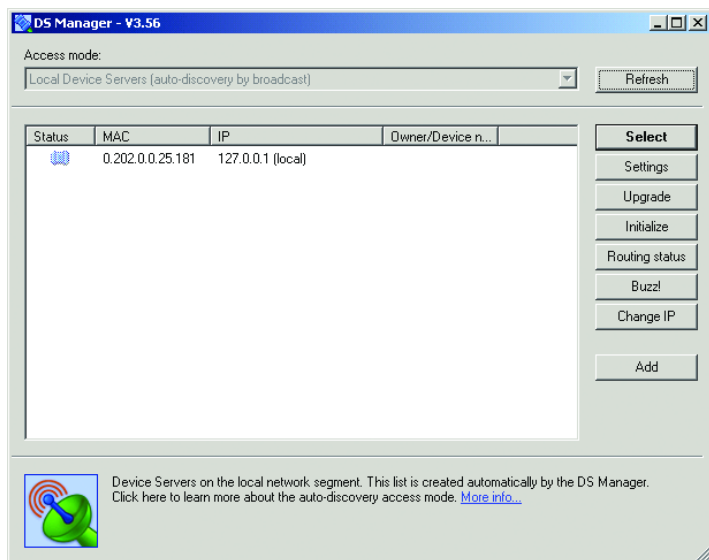 DS Manager - V3.56
Access mode:
Local Device Servers (auto-discovery by broadcast)
Refresh
Status MAC IP Owner/Device n...
0.202.0.0.25.181 127.0.0.1 (local)
Select
Settings
Upgrade
Initialize
Routing status
Buzz!
Change IP
Add
Device Servers on the local network segment. This list is created automatically by the DS Manager.
Click here to learn more about the auto-discovery access mode. More info...